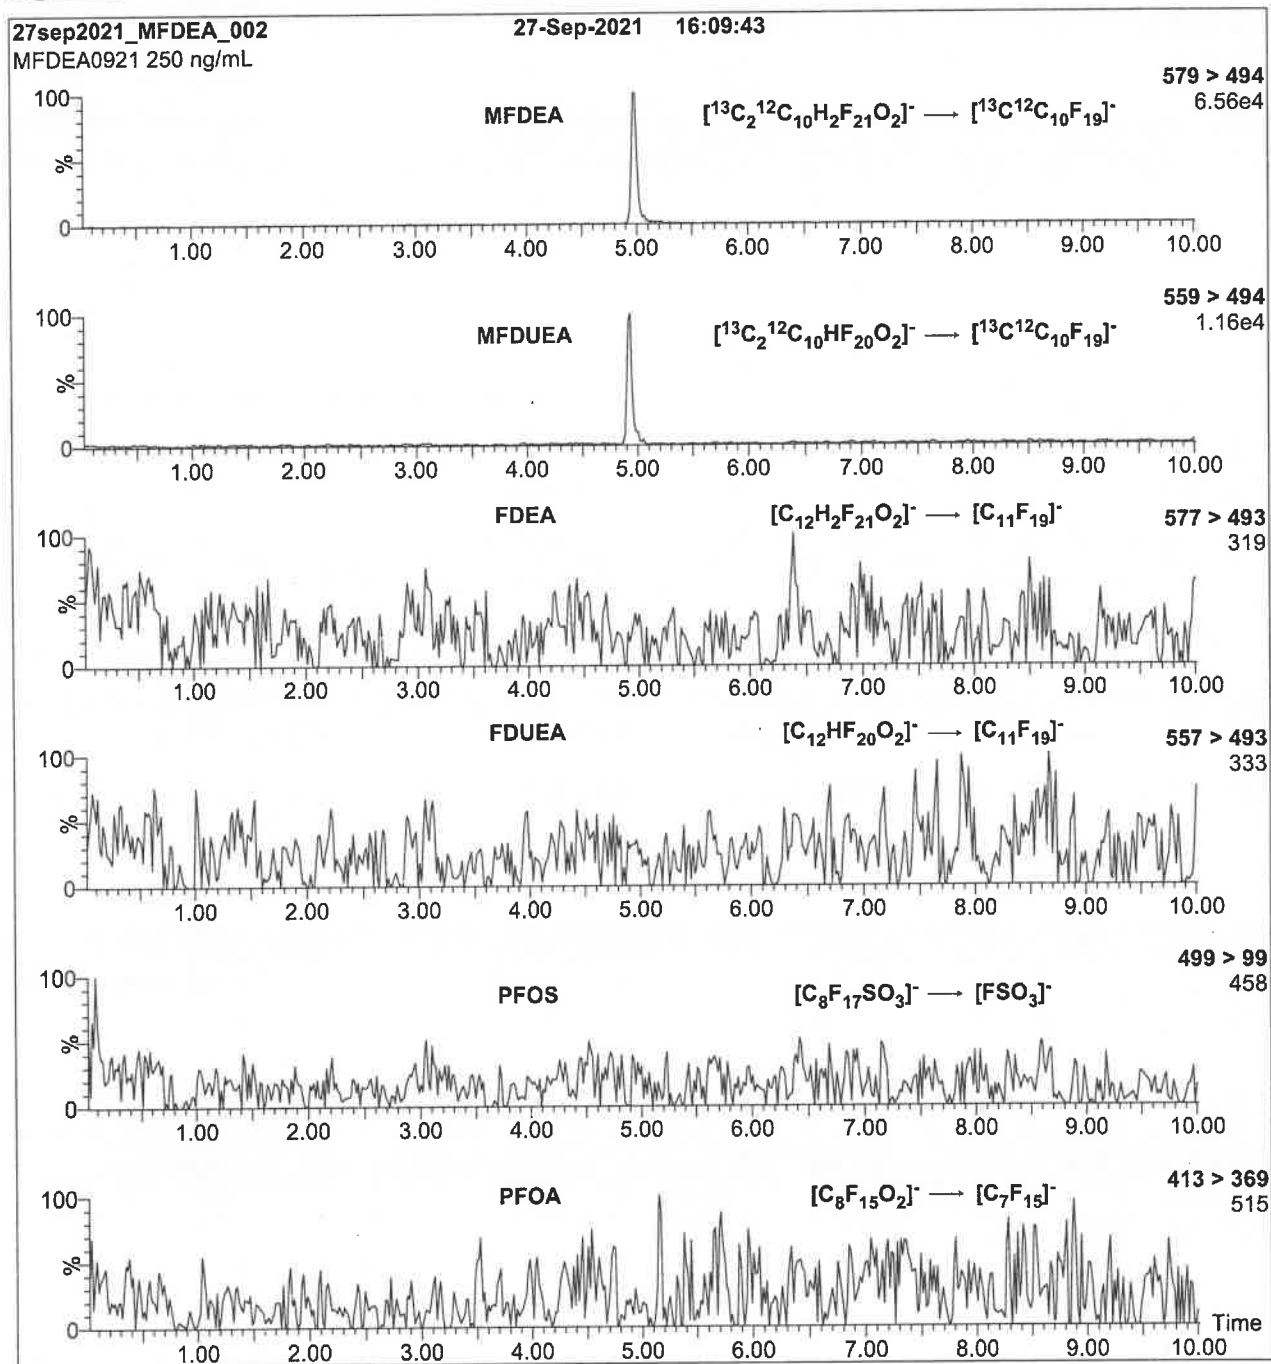 27sep2021_MFDEA_002 27-Sep-2021 16:09:43
MFDEA0921 250 ng/mL
579 > 494
6.56e4
MFDEA [¹³C₂¹²C₁₀H₂F₂₁O₂]⁻ → [¹³C¹²C₁₀F₁₉]⁻
100
%
0
1.00 2.00 3.00 4.00 5.00 6.00 7.00 8.00 9.00 10.00
559 > 494
1.16e4
MFDUEA [¹³C₂¹²C₁₀HF₂₀O₂]⁻ → [¹³C¹²C₁₀F₁₉]⁻
100
%
0
1.00 2.00 3.00 4.00 5.00 6.00 7.00 8.00 9.00 10.00
FDEA [C₁₂H₂F₂₁O₂]⁻ → [C₁₁F₁₉]⁻ 577 > 493
319
100
%
0
1.00 2.00 3.00 4.00 5.00 6.00 7.00 8.00 9.00 10.00
FDUEA [C₁₂HF₂₀O₂]⁻ → [C₁₁F₁₉]⁻ 557 > 493
333
100
%
0
1.00 2.00 3.00 4.00 5.00 6.00 7.00 8.00 9.00 10.00
499 > 99
458
PFOS [C₈F₁₇SO₃]⁻ → [FSO₃]⁻
100
%
0
1.00 2.00 3.00 4.00 5.00 6.00 7.00 8.00 9.00 10.00
413 > 369
515
PFOA [C₈F₁₅O₂]⁻ → [C₇F₁₅]⁻
100
%
0
Time
1.00 2.00 3.00 4.00 5.00 6.00 7.00 8.00 9.00 10.00